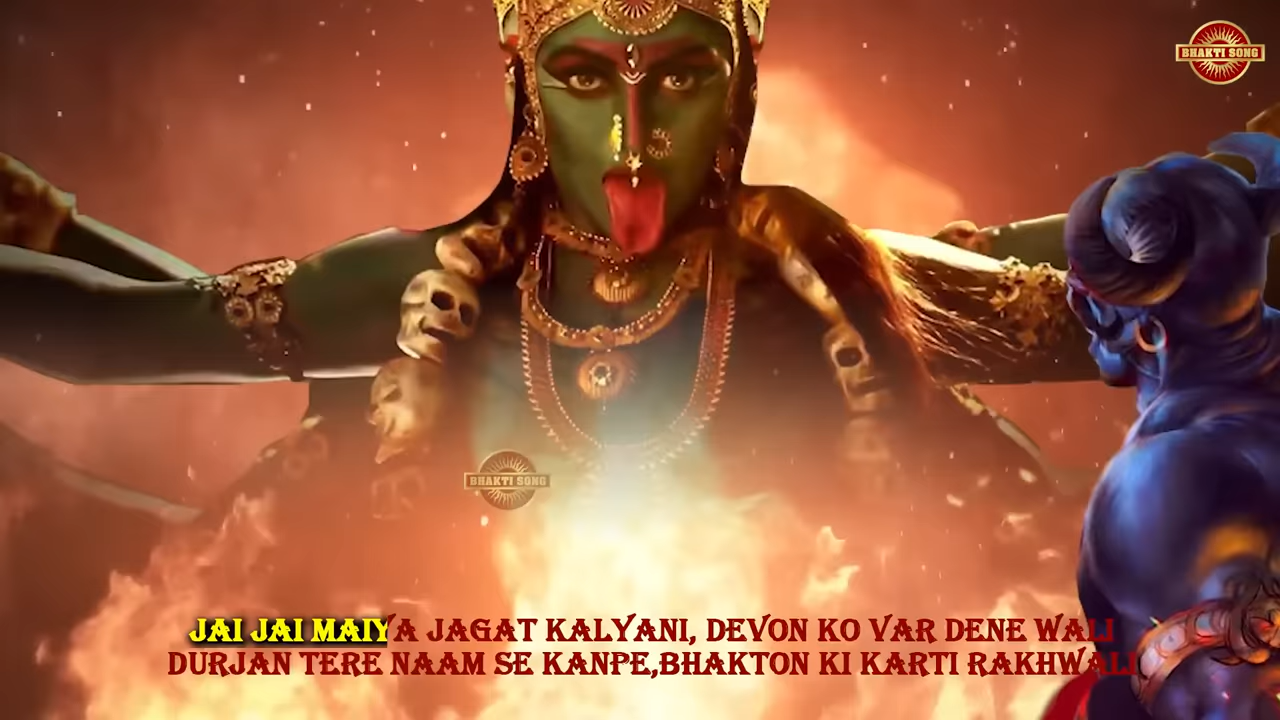 BHAKTI SONG
BHAKTI SONG
JAI JAI MAIYA JAGAT KALYANI, DEVON KO VAR DENE WALI
DURJAN TERE NAAM SE KANPE,BHAKTON KI KARTI RAKHWALI